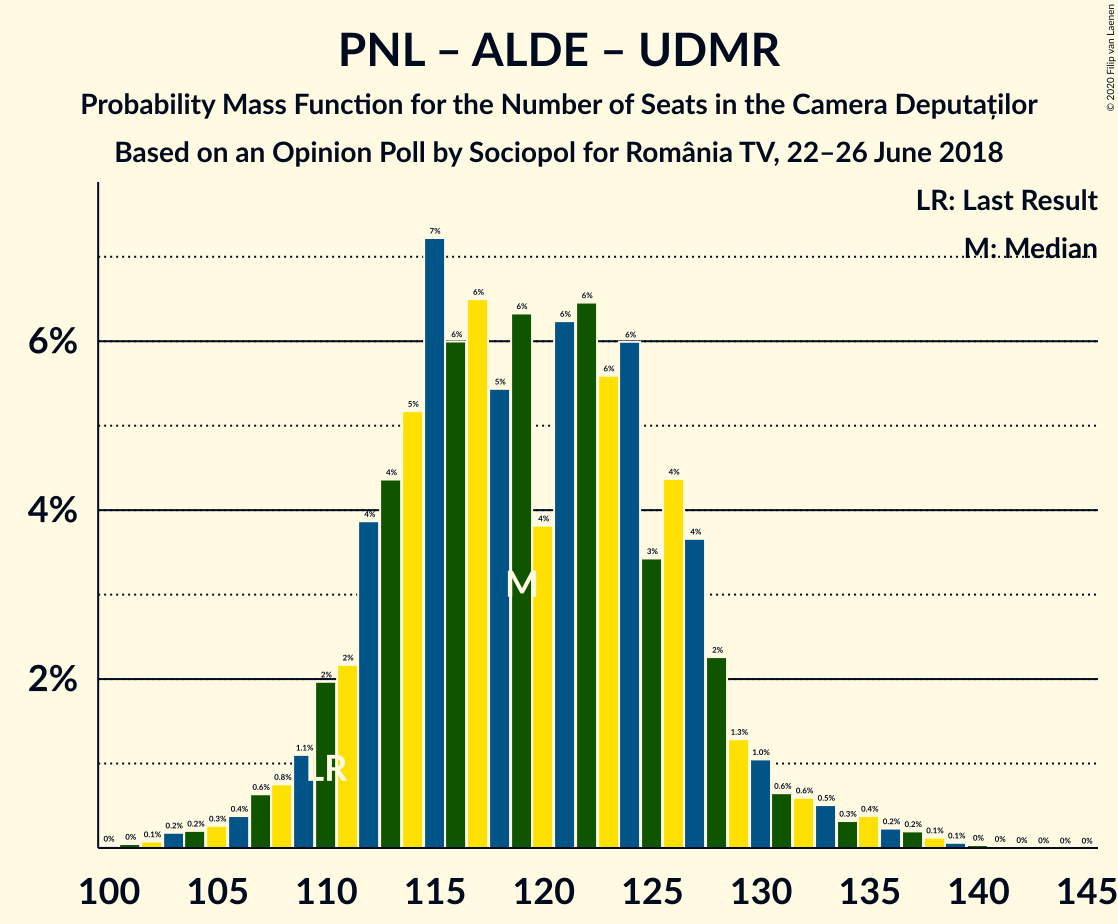 PNL – ALDE – UDMR
Probability Mass Function for the Number of Seats in the Camera Deputaților
Based on an Opinion Poll by Sociopol for România TV, 22–26 June 2018
© 2020 Filip van Laenen
LR: Last Result
M: Median
6%
4%
2%
0% 0% 0.1% 0.2% 0.2% 0.3% 0.4% 0.6% 0.8% 1.1% 2% 2% 4% 4% 5% 7% 6% 6% 5% 6% 4% 6% 6% 6% 6% 3% 4% 4% 2% 1.3% 1.0% 0.6% 0.6% 0.5% 0.3% 0.4% 0.2% 0.2% 0.1% 0.1% 0% 0% 0% 0% 0% 0%
M
LR
100 105 110 115 120 125 130 135 140 145